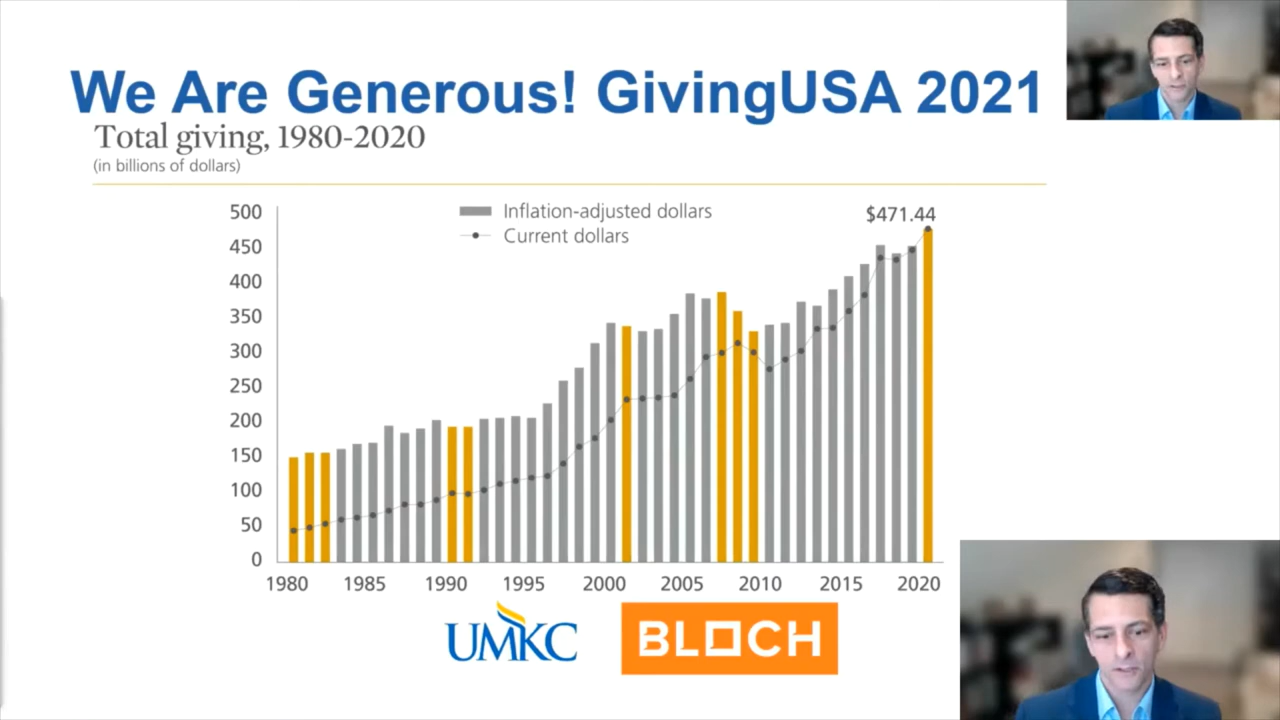 We Are Generous! GivingUSA 2021
Total giving, 1980-2020
(in billions of dollars)
Inflation-adjusted dollars
Current dollars
$471.44
500
450
400
350
300
250
200
150
100
50
0
1980 1985 1990 1995 2000 2005 2010 2015 2020
UMKC
BLOCH